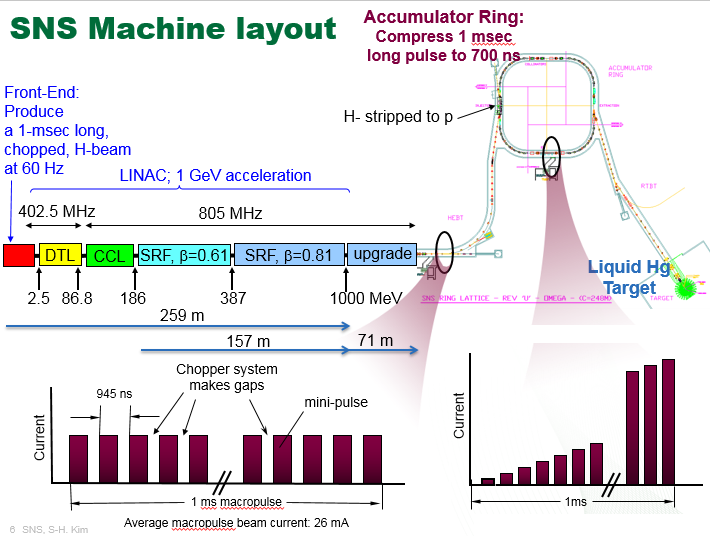 SNS Machine layout
Accumulator Ring:
Compress 1 msec
long pulse to 700 ns
ACCUMULATOR
RING
Front-End:
Produce
a 1-msec long,
chopped, H-beam
at 60 Hz
H- stripped to p
LINAC; 1 GeV acceleration
402.5 MHz
805 MHz
HEBT
RTBT
DTL
CCL
SRF, β=0.61
SRF, β=0.81
upgrade
Liquid Hg
Target
TARGET
2.5
86.8
186
387
1000 MeV
SNS RING LATTICE - REV 'U' - OMEGA - (C=248M)
259 m
157 m
71 m
Chopper system
makes gaps
945 ns
mini-pulse
Current
1 ms macropulse
Average macropulse beam current: 26 mA
Current
1ms
6 SNS, S-H. Kim